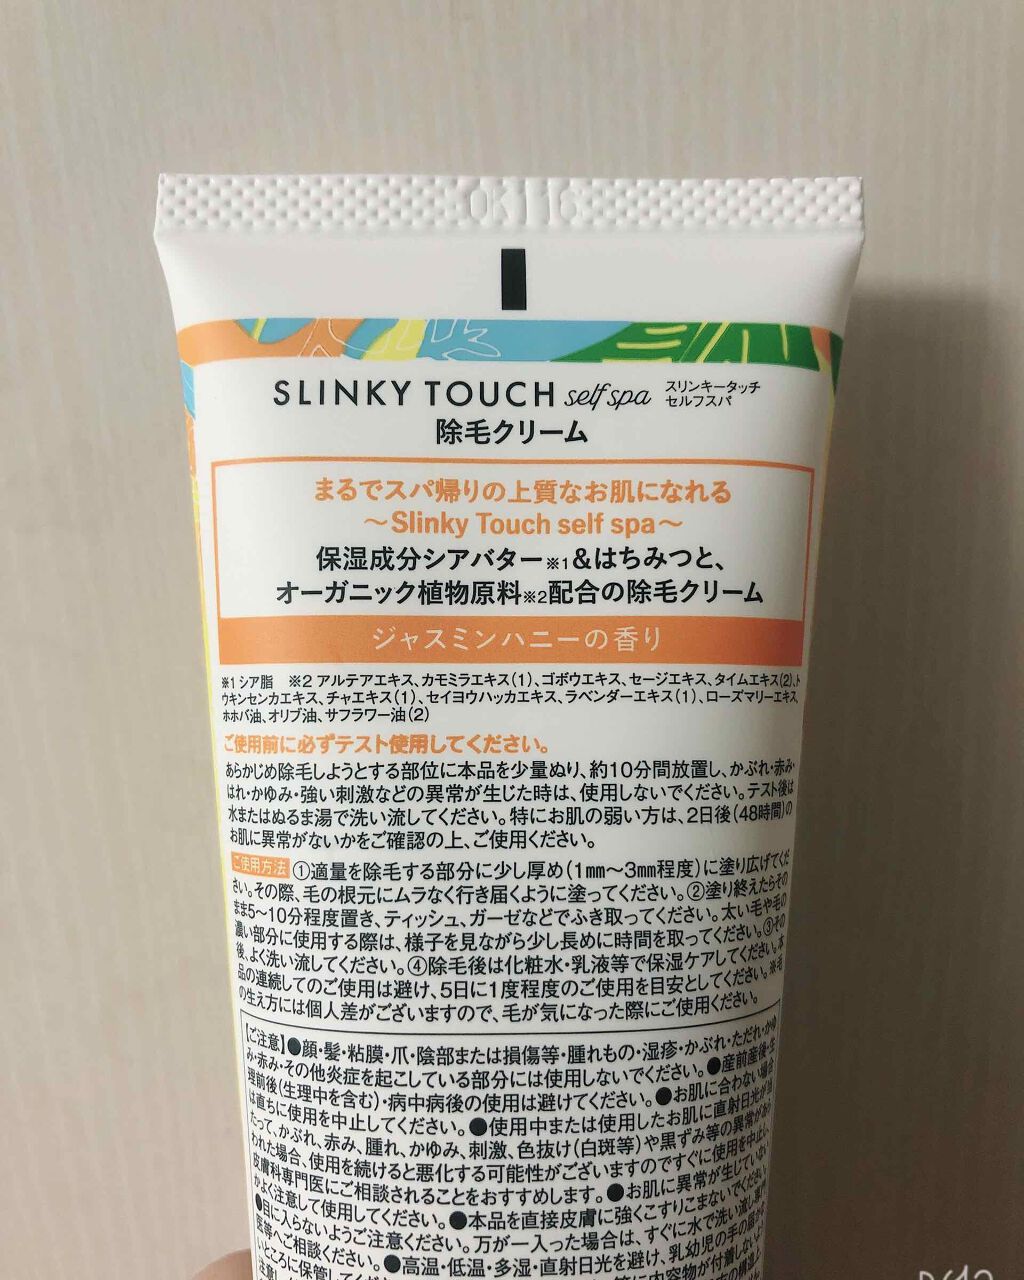 OK 116
SLINKY TOUCH self spa スリンキータッチ
セルフスパ
除毛クリーム
まるでスパ帰りの上質なお肌になれる
～Slinky Touch self spa～
保湿成分シアバター※1&はちみつと、
オーガニック植物原料※2配合の除毛クリーム
ジャスミンハニーの香り
※1 シア脂 ※2 アルテアエキス、カモミラエキス(1)、ゴボウエキス、セージエキス、タイムエキス(2)、ト
ウキンセンカエキス、チャエキス(1)、セイヨウハッカエキス、ラベンダーエキス(1)、ローズマリーエキス、
ホホバ油、オリブ油、サフラワー油(2)
ご使用前に必ずテスト使用してください。
あらかじめ除毛しようとする部位に本品を少量ぬり、約10分間放置し、かぶれ・赤み・
はれ・かゆみ・強い刺激などの異常が生じた時は、使用しないでください。テスト後は
水またはぬるま湯で洗い流してください。特にお肌の弱い方は、2日後(48時間)の
お肌に異常がないかをご確認の上、ご使用ください。
ご使用方法 ①適量を除毛する部分に少し厚め(1mm～3mm程度)に塗り広げてくだ
さい。その際、毛の根元にムラなく行き届くように塗ってください。②塗り終えたらその
まま5～10分程度置き、ティッシュ、ガーゼなどでふき取ってください。太い毛や毛の
濃い部分に使用する際は、様子を見ながら少し長めに時間を取ってください。③その
後、よく洗い流してください。④除毛後は化粧水・乳液等で保湿ケアしてください。本
品の連続してのご使用は避け、5日に1度程度のご使用を目安としてください。※毛
の生え方には個人差がございますので、毛が気になった際にご使用ください。
【ご注意】●顔・髪・粘膜・爪・陰部または損傷等・腫れもの・湿疹・かぶれ・ただれ・かゆ
み・赤み・その他炎症を起こしている部分には使用しないでください。●産前産後・生
理前後(生理中を含む)・病中病後の使用は避けてください。●お肌に合わない場合
は直ちに使用を中止してください。●使用中または使用したお肌に直射日光が
たって、かぶれ、赤み、腫れ、かゆみ、刺激、色抜け(白斑等)や黒ずみ等の異常が
われた場合、使用を続けると悪化する可能性がございますのですぐに使用を中止し、
皮膚科専門医にご相談されることをおすすめします。●お肌に異常が生じていない
かよく注意して使用してください。●本品を直接皮膚に強くこすりこまないでください。
●目に入らないようご注意ください。万が一入った場合は、すぐに水で洗い流し
医等へご相談ください。●高温・低温・多湿・直射日光を避け、乳幼児の手の届かな
いところに保管してください。